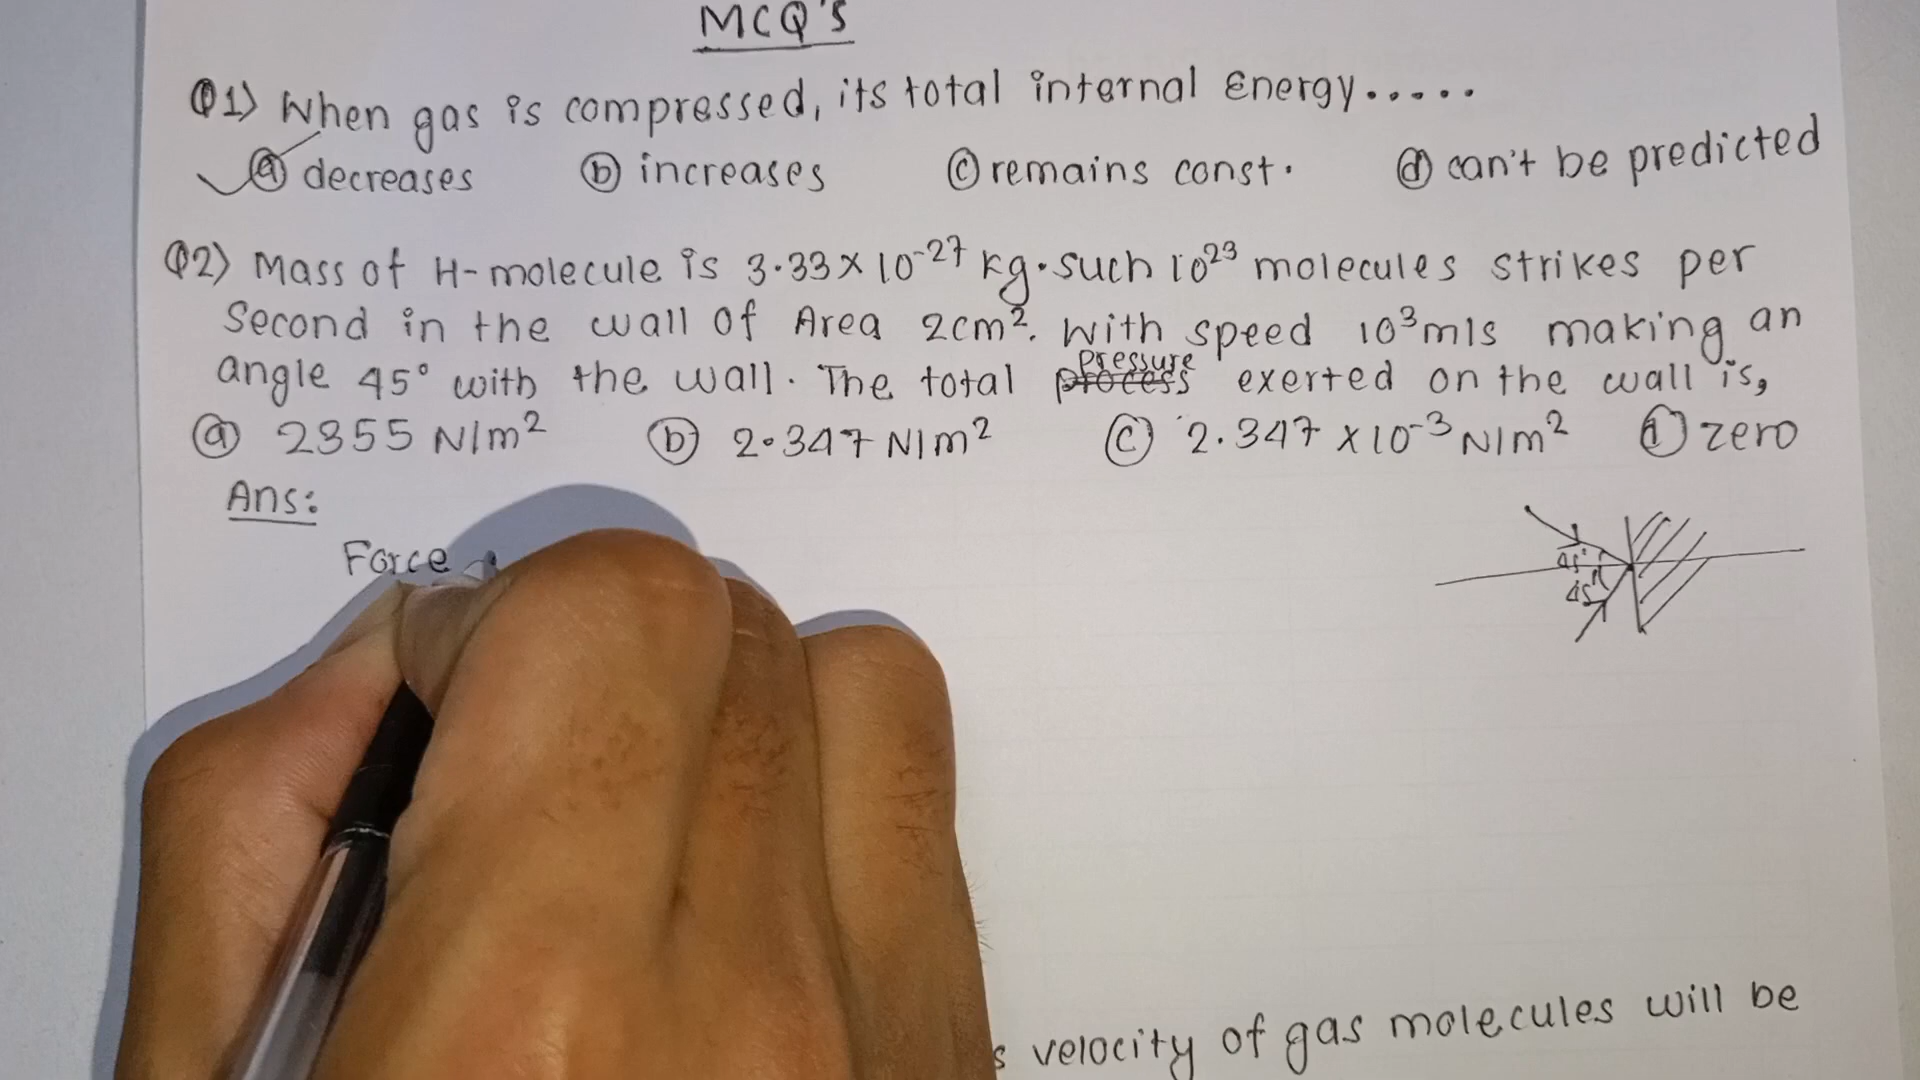 MCQ'S
Q1) When gas is compressed, its total internal Energy.....
ⓐ decreases ⓑ increases ⓒ remains const. ⓓ can't be predicted
Q2) Mass of H-molecule is 3.33 × 10⁻²⁷ kg. such 10²³ molecules strikes per
Second in the wall of Area 2cm². With speed 10³m/s making an
angle 45° with the wall. The total pressure exerted on the wall is,
ⓐ 2355 N/m² ⓑ 2.347 N/m² ⓒ 2.347 × 10⁻³ N/m² ⓓ zero
Ans:
Force
45°
45°
velocity of gas molecules will be